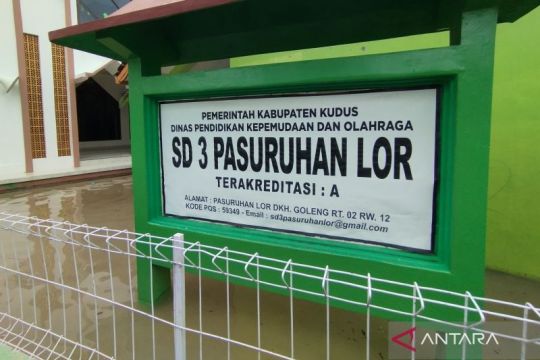 PEMERINTAH KABUPATEN KUDUS
DINAS PENDIDIKAN KEPEMUDAAN DAN OLAHRAGA
SD 3 PASURUHAN LOR
TERAKREDITASI : A
ALAMAT : PASURUHAN LOR DKH. GOLENG RT. 02 RW. 12
KODE POS : 59349 - Email : sd3pasuruhanlor@gmail.com
ANTARA